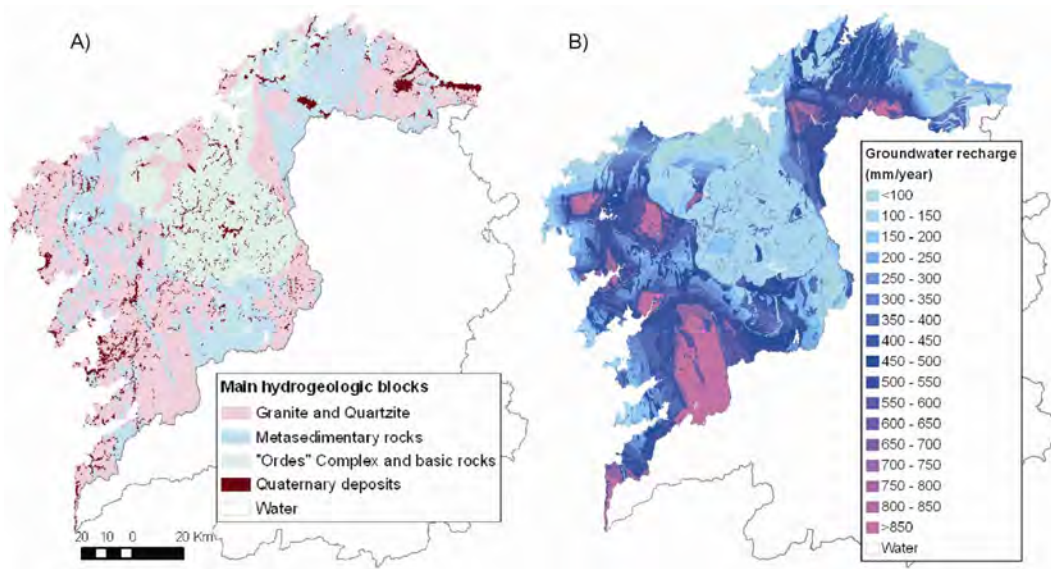 A)
Main hydrogeologic blocks
Granite and Quartzite
Metasedimentary rocks
"Ordes" Complex and basic rocks
Quaternary deposits
Water
20 10 0 20 Km
B)
Groundwater recharge
(mm/year)
<100
100 - 150
150 - 200
200 - 250
250 - 300
300 - 350
350 - 400
400 - 450
450 - 500
500 - 550
550 - 600
600 - 650
650 - 700
700 - 750
750 - 800
800 - 850
>850
Water